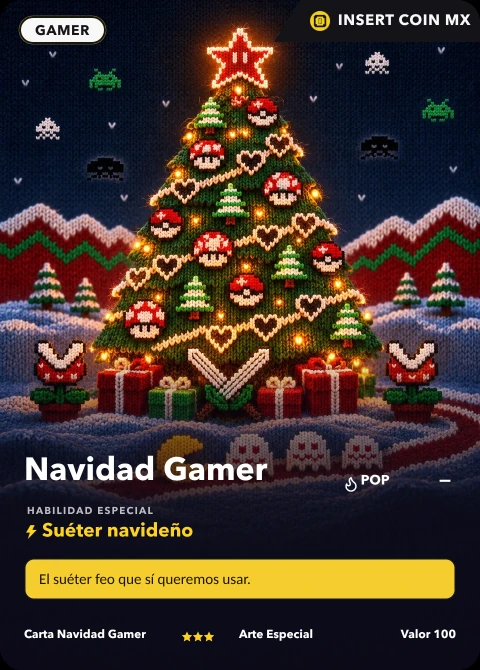 GAMER
INSERT COIN MX
Navidad Gamer
POP –
HABILIDAD ESPECIAL
Suéter navideño
El suéter feo que sí queremos usar.
Carta Navidad Gamer ★★★ Arte Especial Valor 100